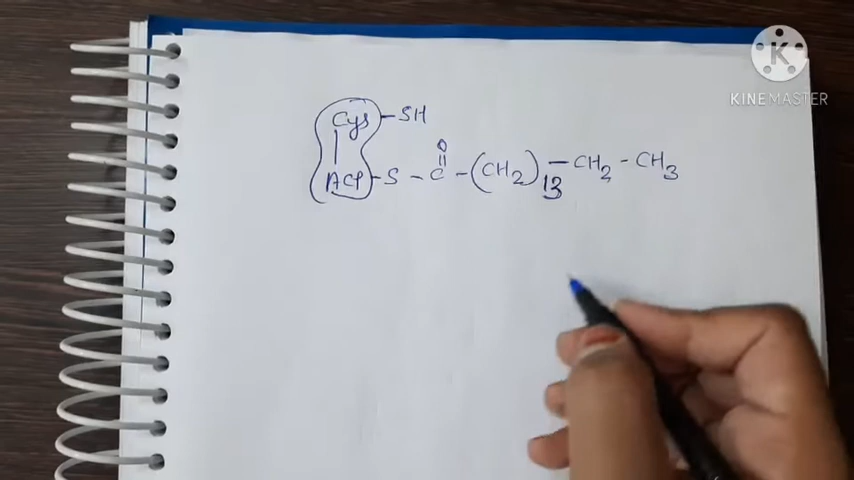 Cys - SH
O
ACP - S - C - (CH2)13 - CH2 - CH3
K
KINEMASTER